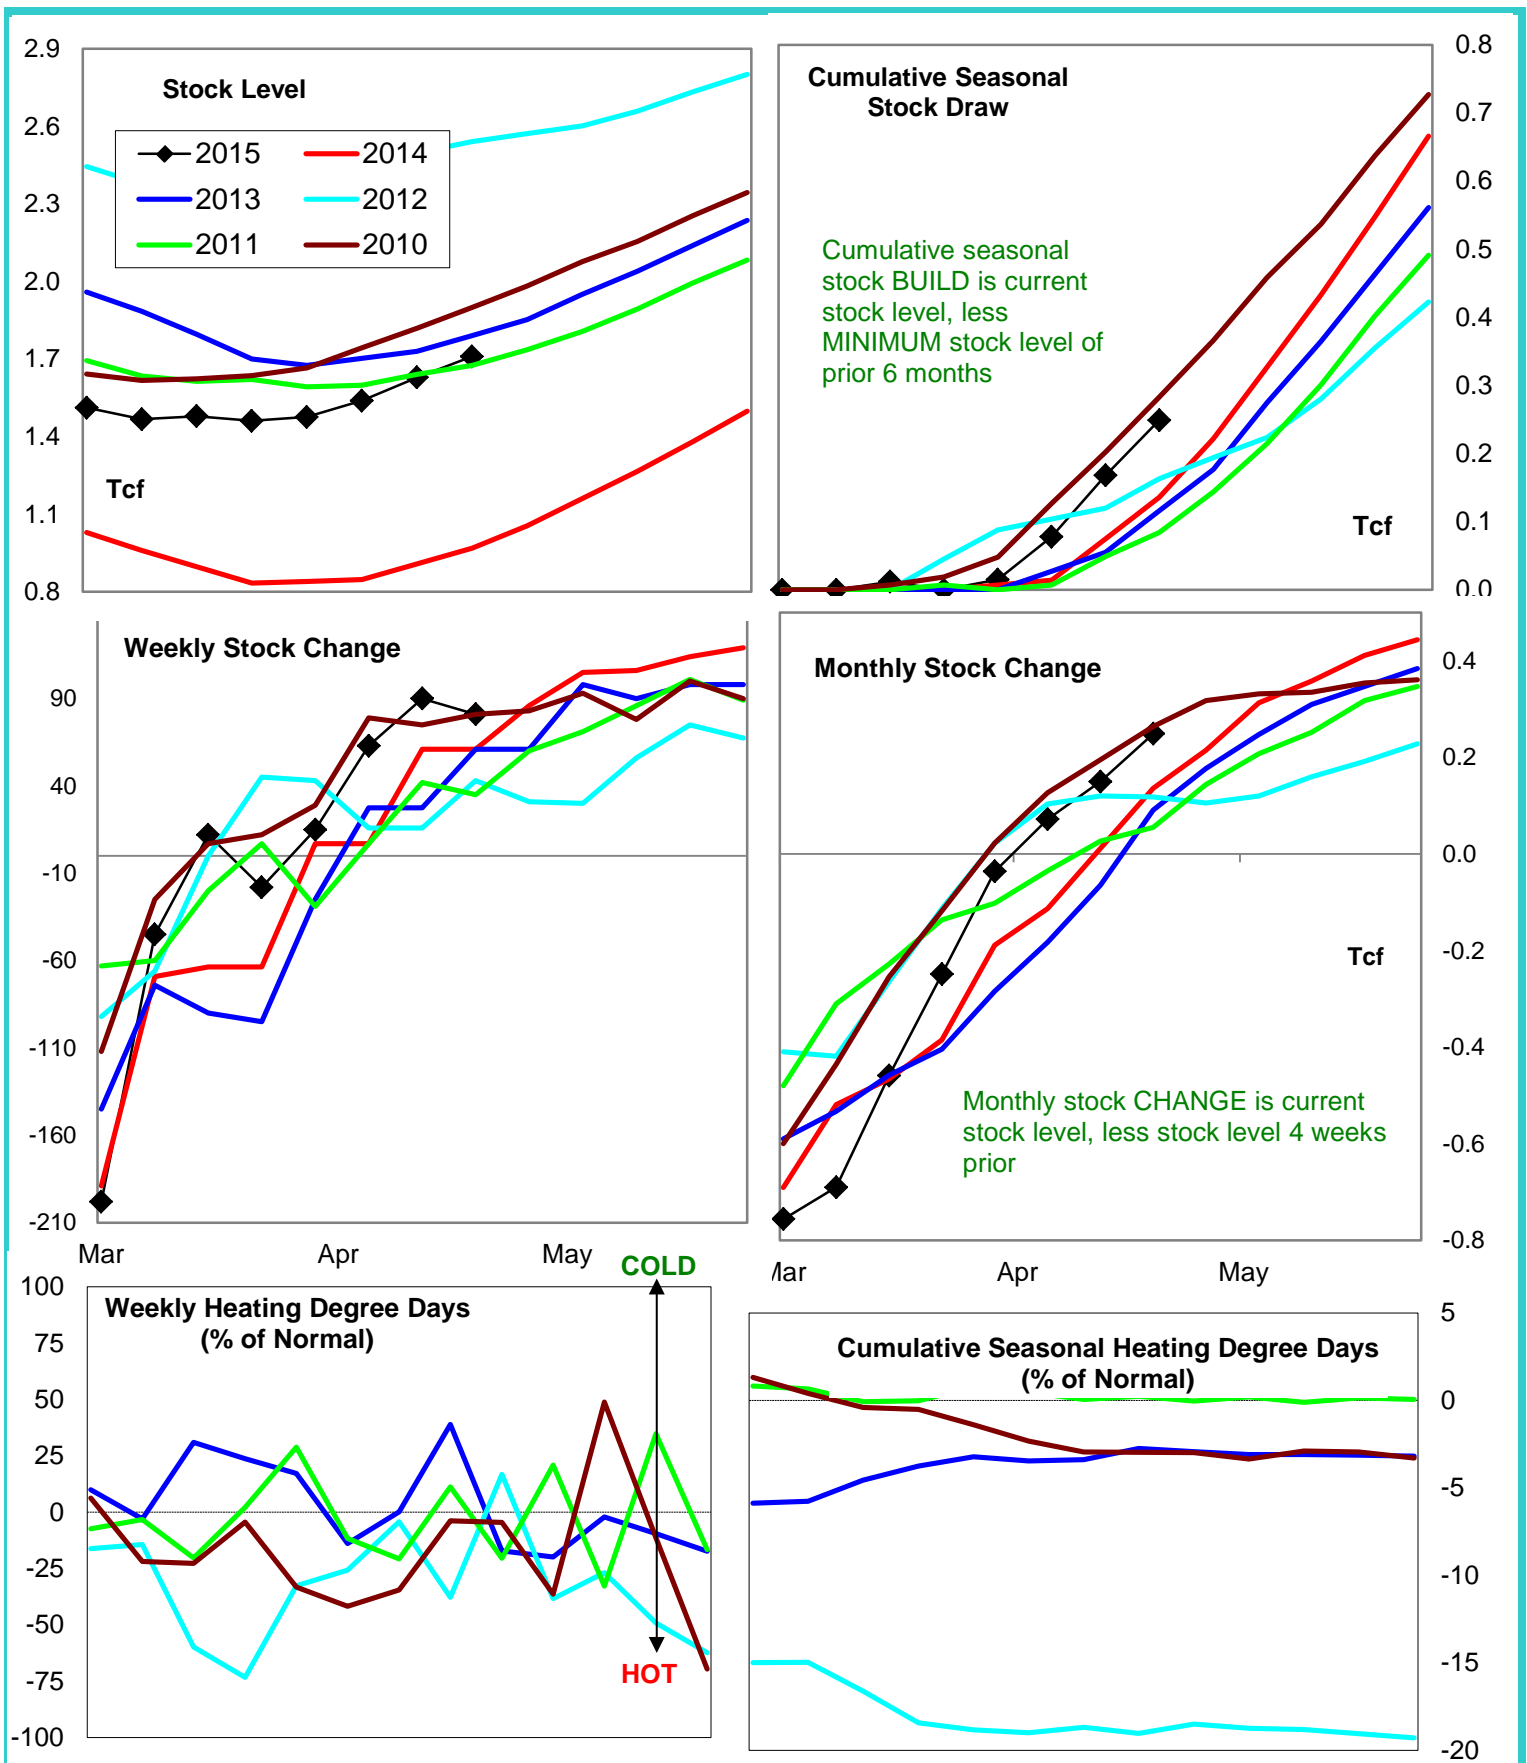 2.9
2.6
2.3
2.0
1.7
1.4
1.1
0.8
Stock Level
2015 2014
2013 2012
2011 2010
Tcf
Cumulative Seasonal
Stock Draw
0.8
0.7
0.6
0.5
0.4
0.3
0.2
0.1
0.0
Cumulative seasonal
stock BUILD is current
stock level, less
MINIMUM stock level of
prior 6 months
Tcf
Weekly Stock Change
90
40
-10
-60
-110
-160
-210
Mar Apr May
Monthly Stock Change
0.4
0.2
0.0
-0.2
-0.4
-0.6
-0.8
Tcf
Monthly stock CHANGE is current
stock level, less stock level 4 weeks
prior
Mar Apr May
COLD
100
75
50
25
0
-25
-50
-75
-100
Weekly Heating Degree Days
(% of Normal)
HOT
Cumulative Seasonal Heating Degree Days
(% of Normal)
5
0
-5
-10
-15
-20